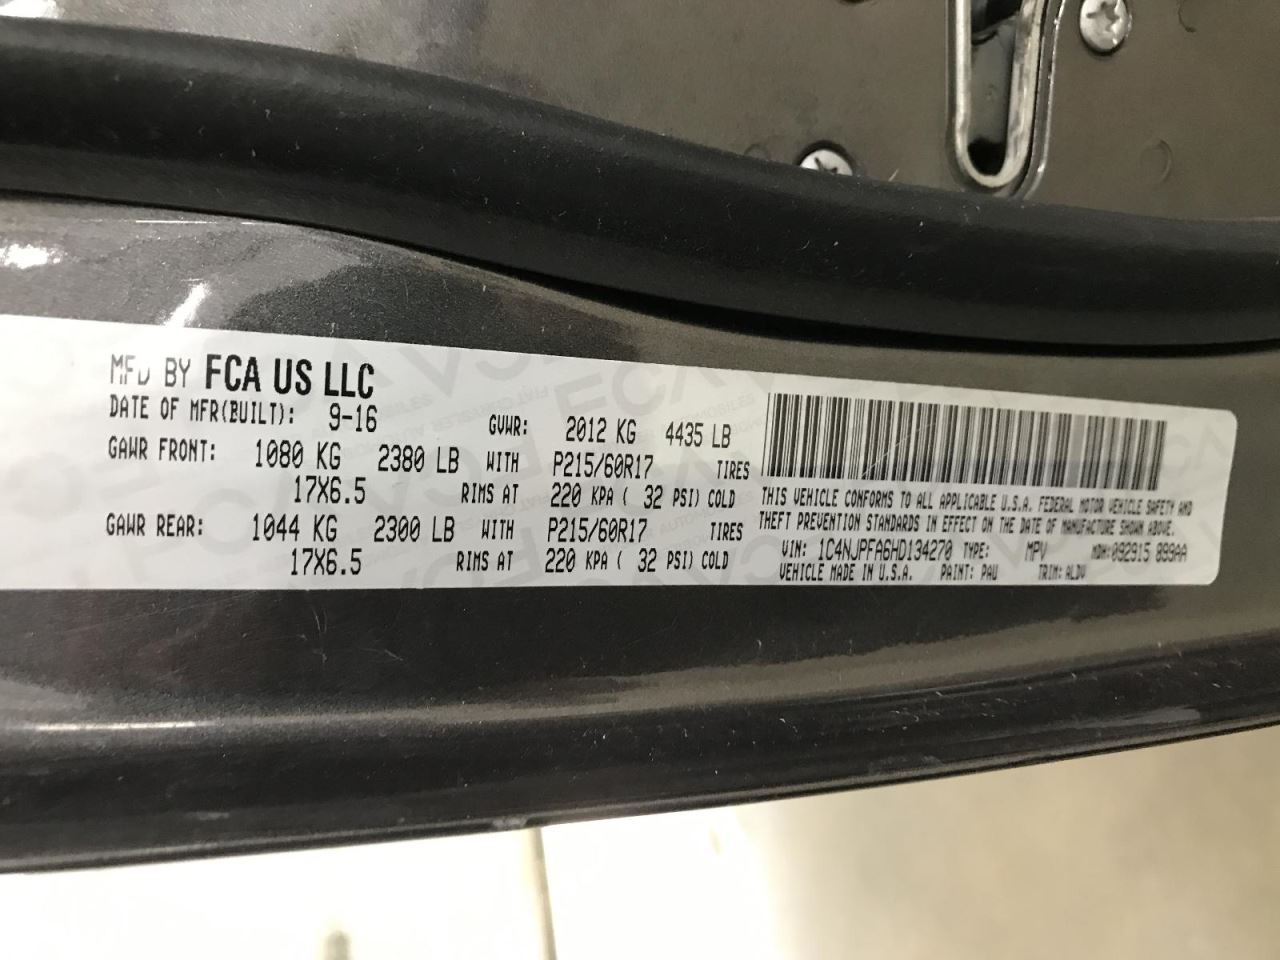 MFD BY FCA US LLC
DATE OF MFR(BUILT): 9-16 GVWR: 2012 KG 4435 LB
GAWR FRONT: 1080 KG 2380 LB WITH P215/60R17 TIRES
17X6.5 RIMS AT 220 KPA ( 32 PSI) COLD
GAWR REAR: 1044 KG 2300 LB WITH P215/60R17 TIRES
17X6.5 RIMS AT 220 KPA ( 32 PSI) COLD
THIS VEHICLE CONFORMS TO ALL APPLICABLE U.S.A. FEDERAL MOTOR VEHICLE SAFETY AND
THEFT PREVENTION STANDARDS IN EFFECT ON THE DATE OF MANUFACTURE SHOWN ABOVE.
VIN: 1C4NJPFA6HD134270 TYPE: MPV MDH:092915 899AA
VEHICLE MADE IN U.S.A. PAINT: PAU TRIM: ALDV